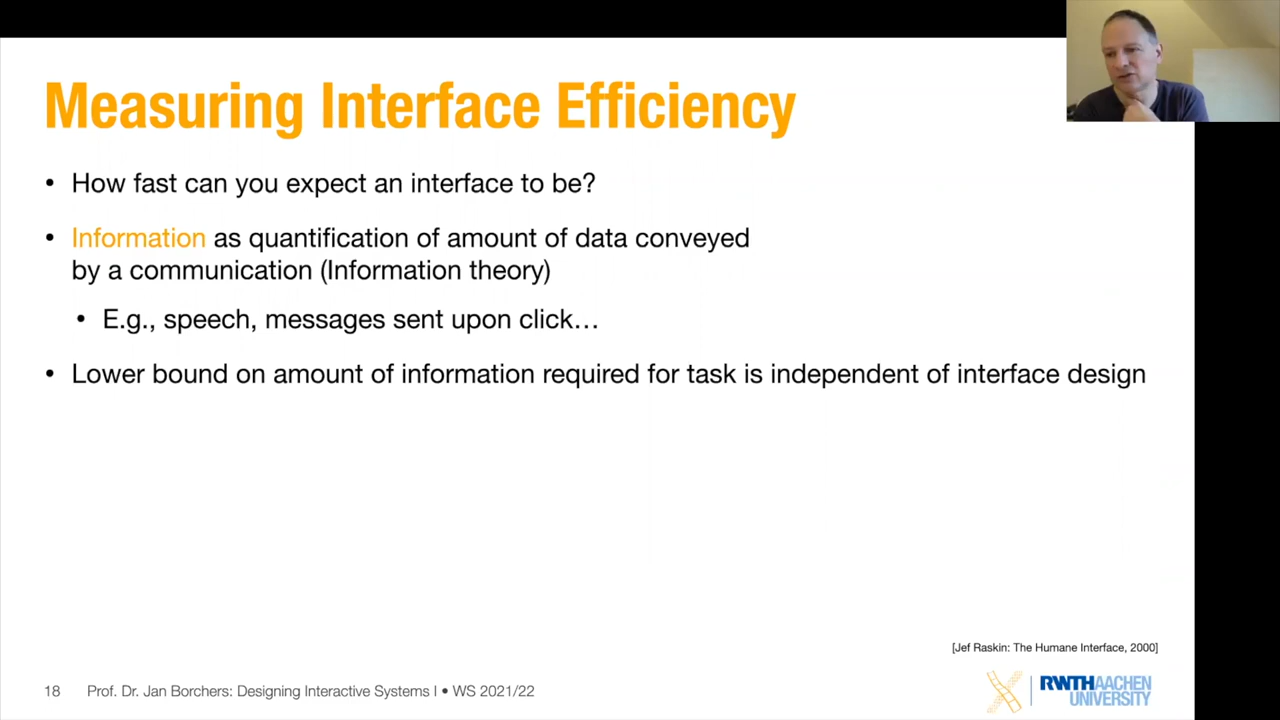 Measuring Interface Efficiency
• How fast can you expect an interface to be?
• Information as quantification of amount of data conveyed
by a communication (Information theory)
• E.g., speech, messages sent upon click…
• Lower bound on amount of information required for task is independent of interface design
[Jef Raskin: The Humane Interface, 2000]
18 Prof. Dr. Jan Borchers: Designing Interactive Systems I • WS 2021/22
RWTHAACHEN
UNIVERSITY